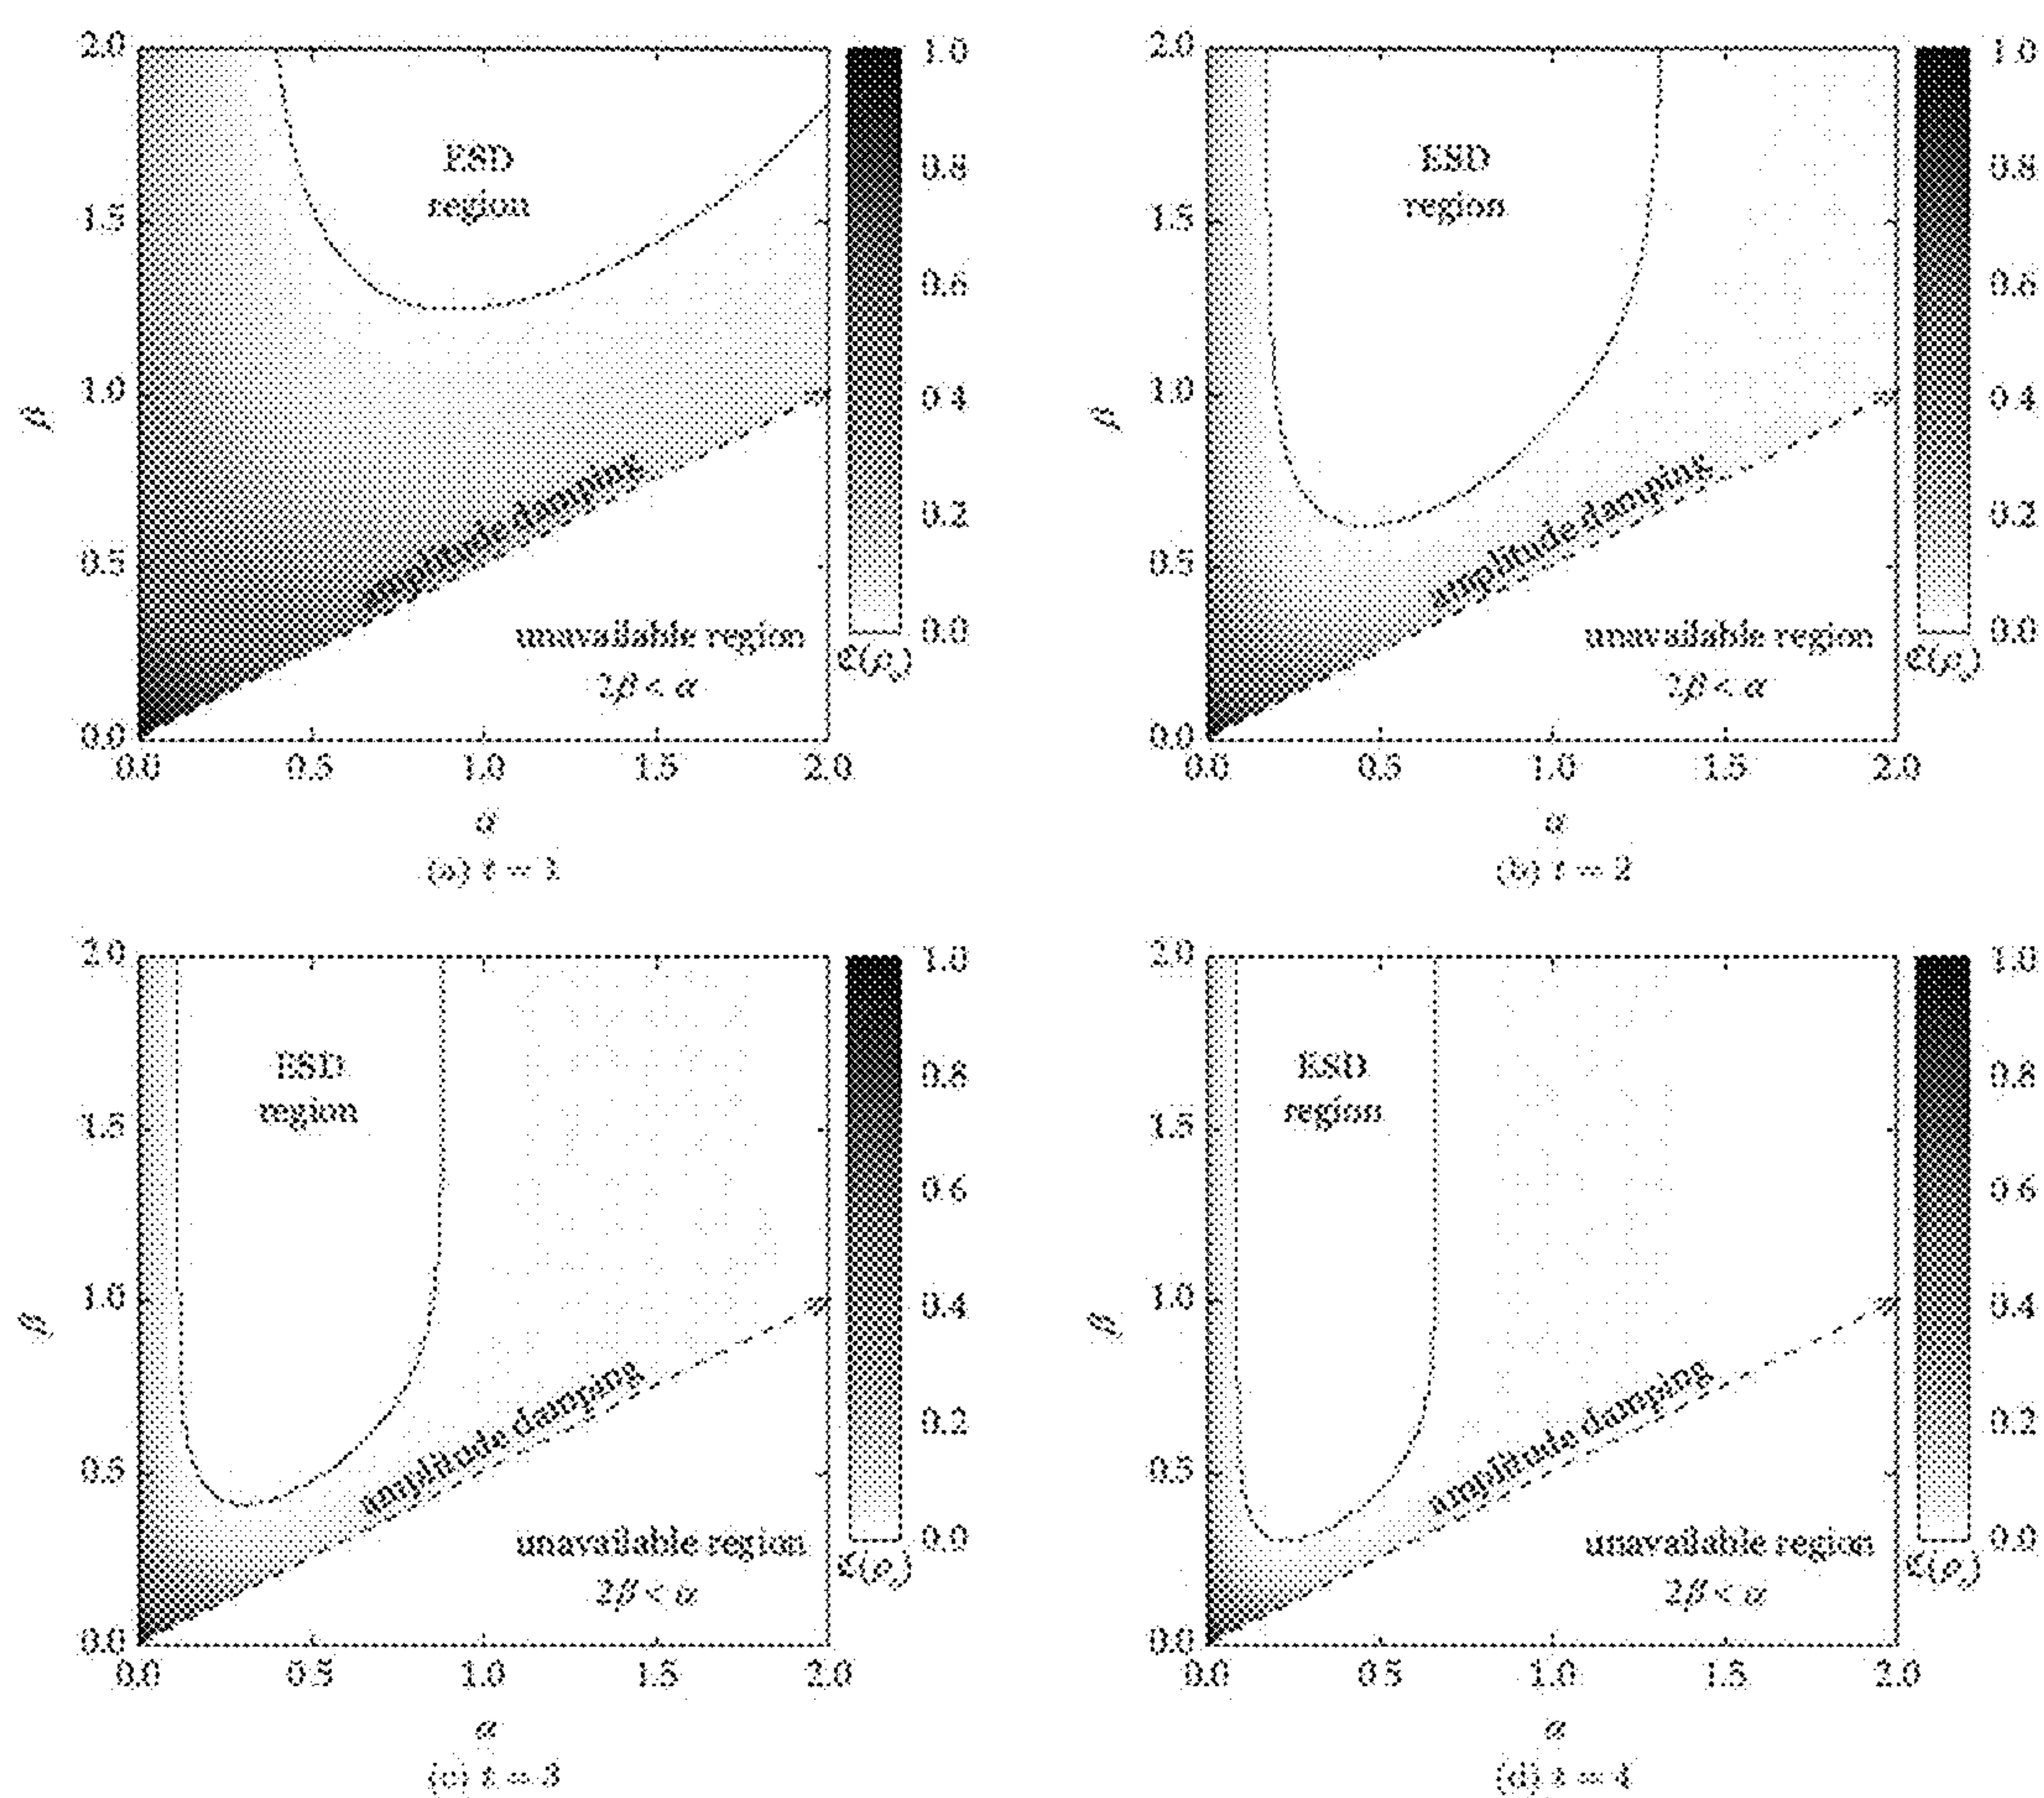 2.0
1.5
1.0
0.5
0.0
0.0 0.5 1.0 1.5 2.0
β
α
ESD
region
amplitude damping
unavailable region
2β < α
1.0
0.8
0.6
0.4
0.2
0.0
(a) t = 1
2.0
1.5
1.0
0.5
0.0
0.0 0.5 1.0 1.5 2.0
β
α
ESD
region
amplitude damping
unavailable region
2β < α
1.0
0.8
0.6
0.4
0.2
0.0
(b) t = 2
2.0
1.5
1.0
0.5
0.0
0.0 0.5 1.0 1.5 2.0
β
α
ESD
region
amplitude damping
unavailable region
2β < α
1.0
0.8
0.6
0.4
0.2
0.0
(c) t = 3
2.0
1.5
1.0
0.5
0.0
0.0 0.5 1.0 1.5 2.0
β
α
ESD
region
amplitude damping
unavailable region
2β < α
1.0
0.8
0.6
0.4
0.2
0.0
(d) t = 4